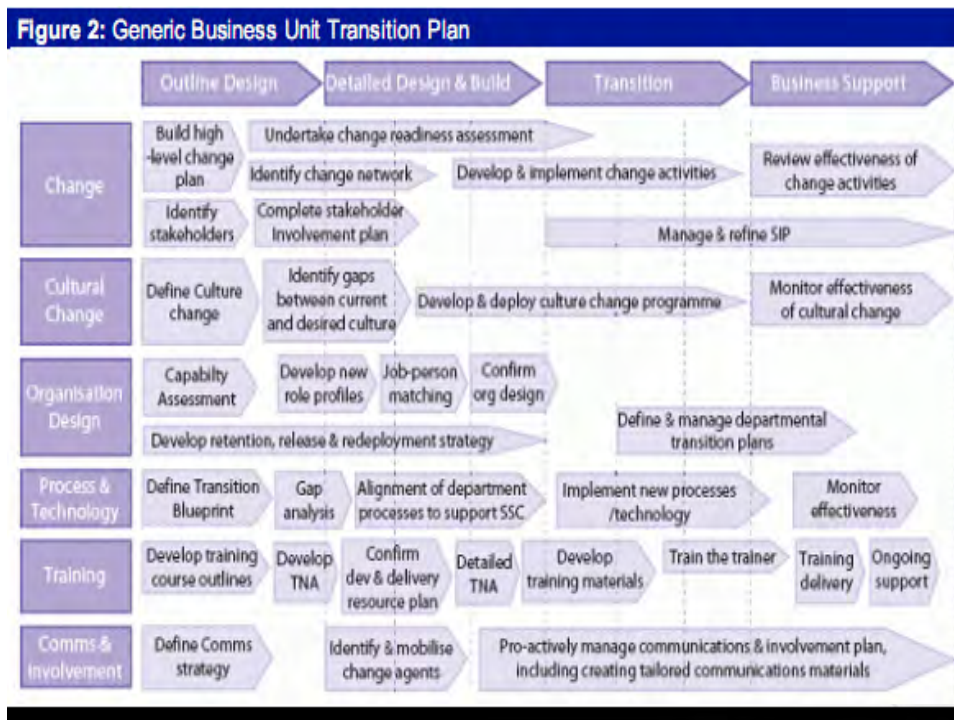 Figure 2: Generic Business Unit Transition Plan
Outline Design
Detailed Design & Build
Transition
Business Support
Change
Build high
-level change
plan
Undertake change readiness assessment
Identify change network
Develop & implement change activities
Review effectiveness of
change activities
Identify
stakeholders
Complete stakeholder
Involvement plan
Manage & refine SIP
Cultural
Change
Define Culture
change
Identify gaps
between current
and desired culture
Develop & deploy culture change programme
Monitor effectiveness
of cultural change
Organisation
Design
Capabilty
Assessment
Develop new
role profiles
Job-person
matching
Confirm
org design
Develop retention, release & redeployment strategy
Define & manage departmental
transition plans
Process &
Technology
Define Transition
Blueprint
Gap
analysis
Alignment of department
processes to support SSC
Implement new processes
/technology
Monitor
effectiveness
Training
Develop training
course outlines
Develop
TNA
Confirm
dev & delivery
resource plan
Detailed
TNA
Develop
training materials
Train the trainer
Training
delivery
Ongoing
support
Comms &
Involvement
Define Comms
strategy
Identify & mobilise
change agents
Pro-actively manage communications & involvement plan,
including creating tailored communications materials